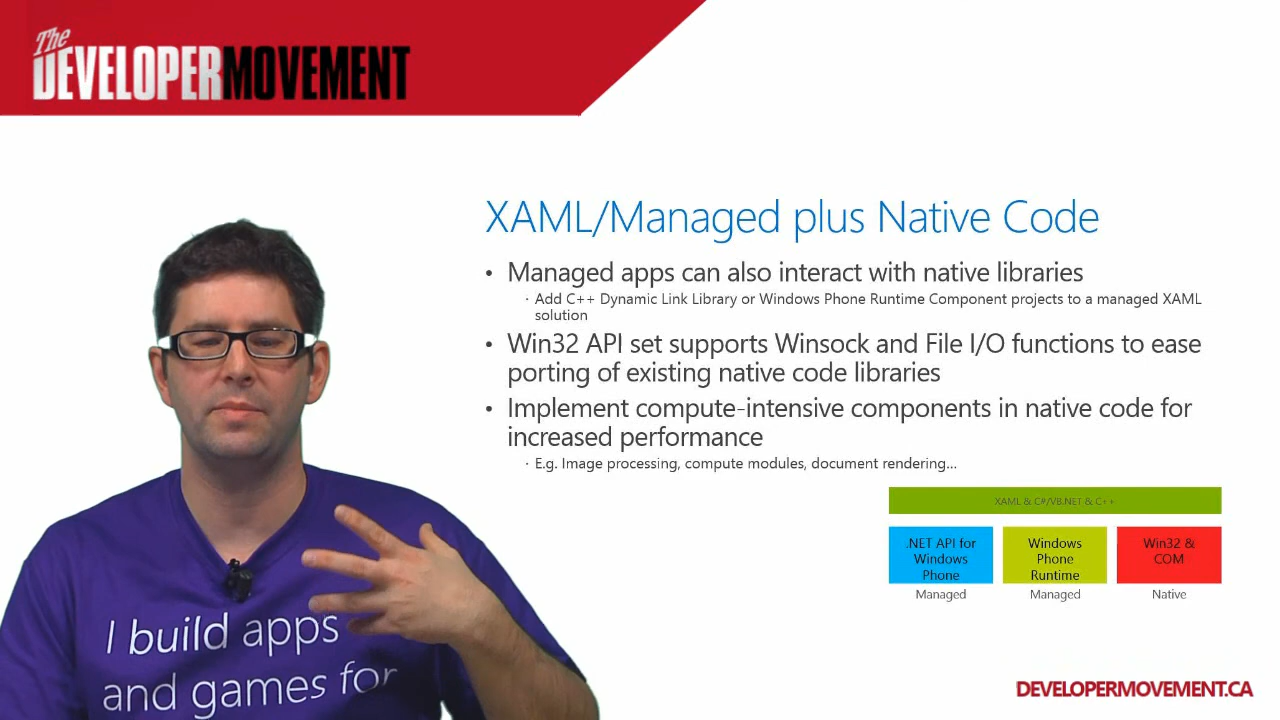 The
DEVELOPERMOVEMENT
XAML/Managed plus Native Code
• Managed apps can also interact with native libraries
· Add C++ Dynamic Link Library or Windows Phone Runtime Component projects to a managed XAML
solution
• Win32 API set supports Winsock and File I/O functions to ease
porting of existing native code libraries
• Implement compute-intensive components in native code for
increased performance
· E.g. Image processing, compute modules, document rendering...
XAML & C#/VB.NET & C++
.NET API for
Windows
Phone
Managed
Windows
Phone
Runtime
Managed
Win32 &
COM
Native
I build apps
and games for
DEVELOPERMOVEMENT.CA